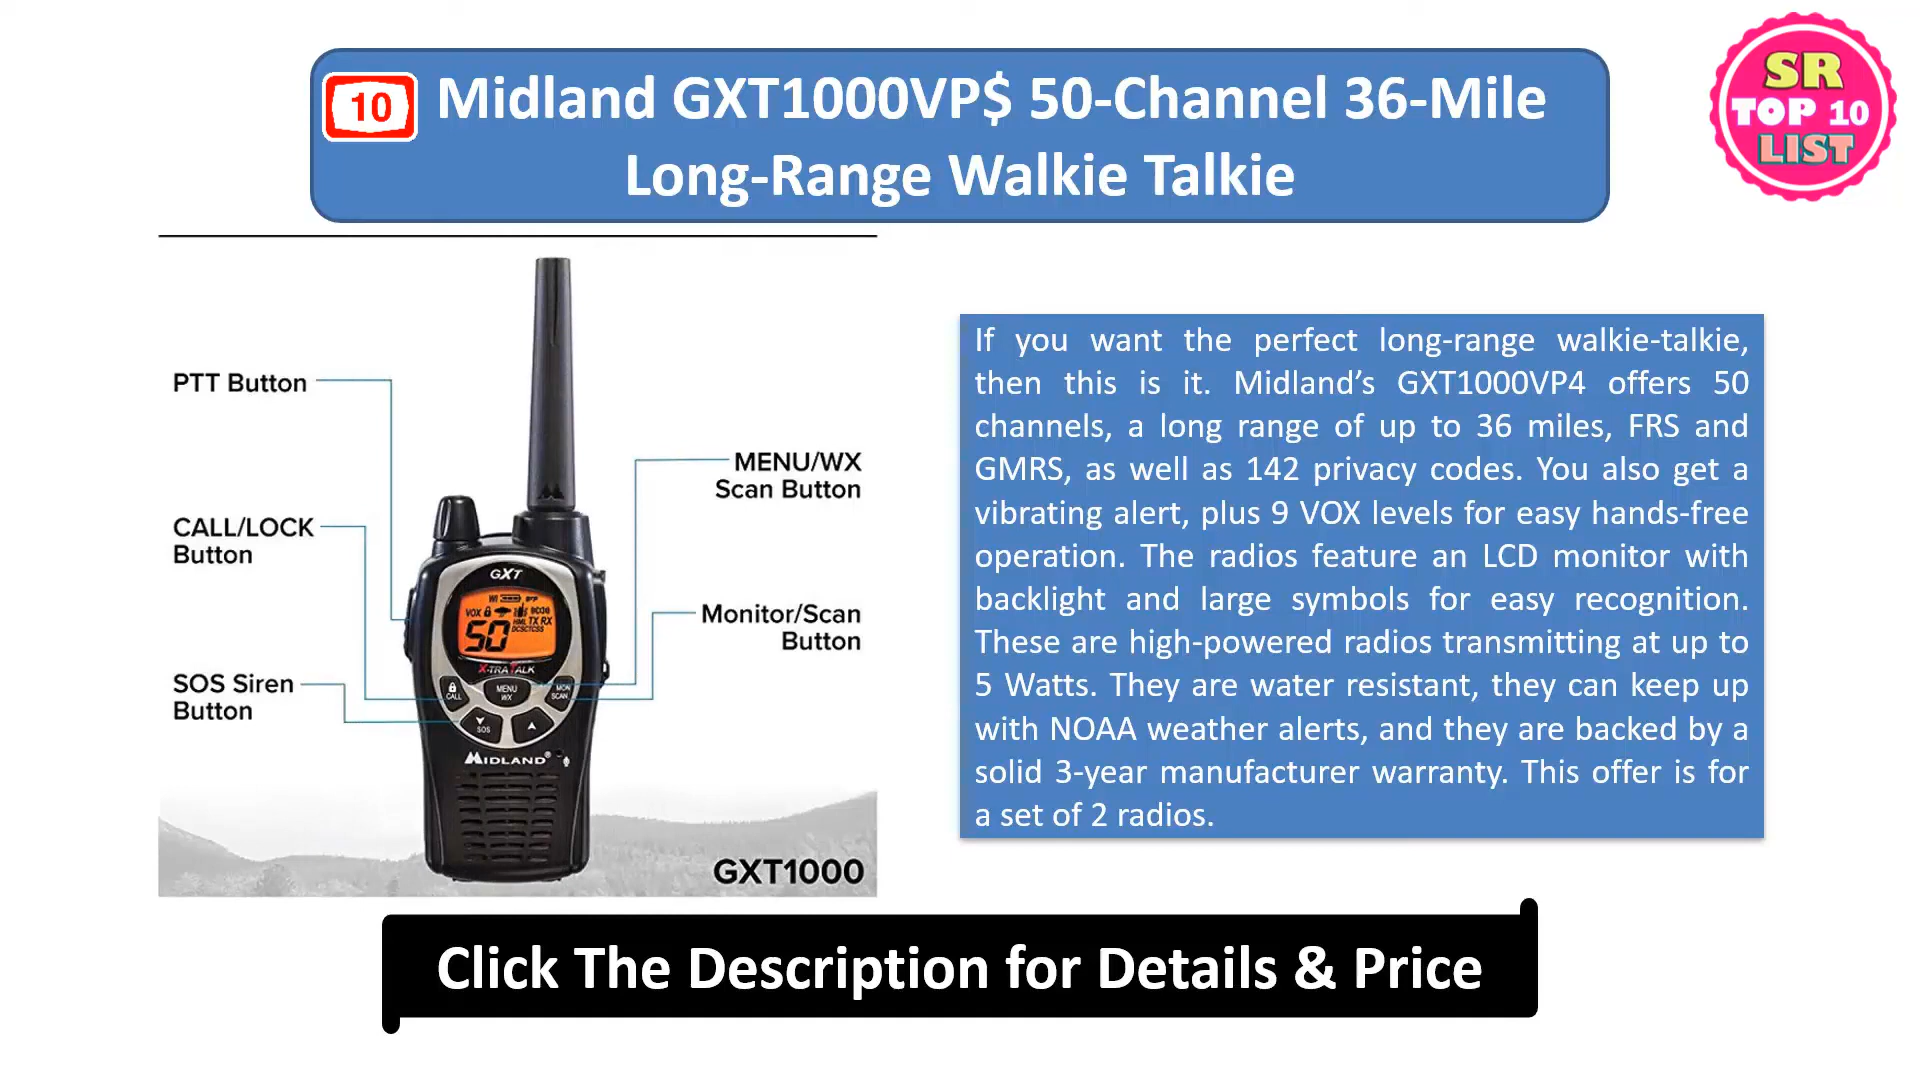 10
Midland GXT1000VP$ 50-Channel 36-Mile
Long-Range Walkie Talkie
SR
TOP 10
LIST
PTT Button
CALL/LOCK
Button
SOS Siren
Button
MENU/WX
Scan Button
Monitor/Scan
Button
GXT
VOX
50
TX RX
X-TRA TALK
CALL
MENU
WX
MON
SCAN
SOS
MIDLAND®
GXT1000
If you want the perfect long-range walkie-talkie,
then this is it. Midland’s GXT1000VP4 offers 50
channels, a long range of up to 36 miles, FRS and
GMRS, as well as 142 privacy codes. You also get a
vibrating alert, plus 9 VOX levels for easy hands-free
operation. The radios feature an LCD monitor with
backlight and large symbols for easy recognition.
These are high-powered radios transmitting at up to
5 Watts. They are water resistant, they can keep up
with NOAA weather alerts, and they are backed by a
solid 3-year manufacturer warranty. This offer is for
a set of 2 radios.
Click The Description for Details & Price